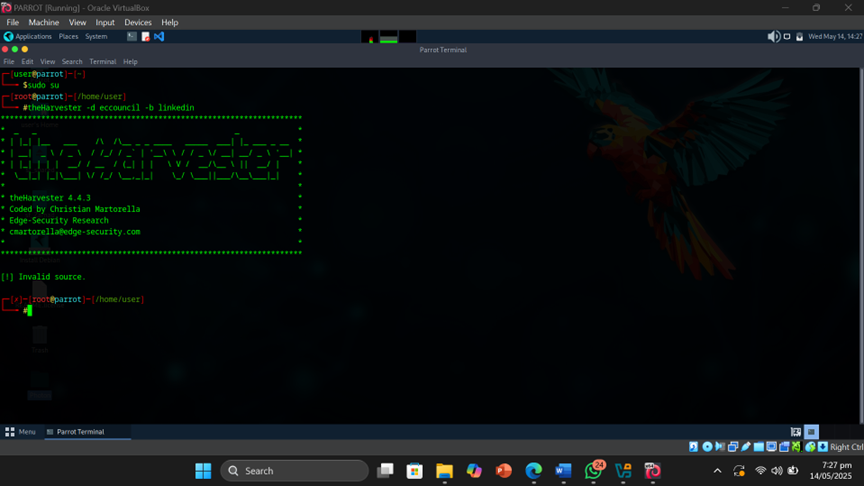 PARROT [Running] - Oracle VirtualBox
File Machine View Input Devices Help
Applications Places System
Wed May 14, 14:27
Parrot Terminal
File Edit View Search Terminal Help
┌─[user@parrot]─[~]
└──╼ $sudo su
┌─[root@parrot]─[/home/user]
└──╼ #theHarvester -d eccouncil -b linkedin
*******************************************************************
* theHarvester *
* theHarvester 4.4.3 *
* Coded by Christian Martorella *
* Edge-Security Research *
* cmartorella@edge-security.com *
* *
*******************************************************************
[!] Invalid source.
┌─[✗]─[root@parrot]─[/home/user]
└──╼ #
Menu Parrot Terminal
Right Ctrl
Search
24
7:27 pm
14/05/2025